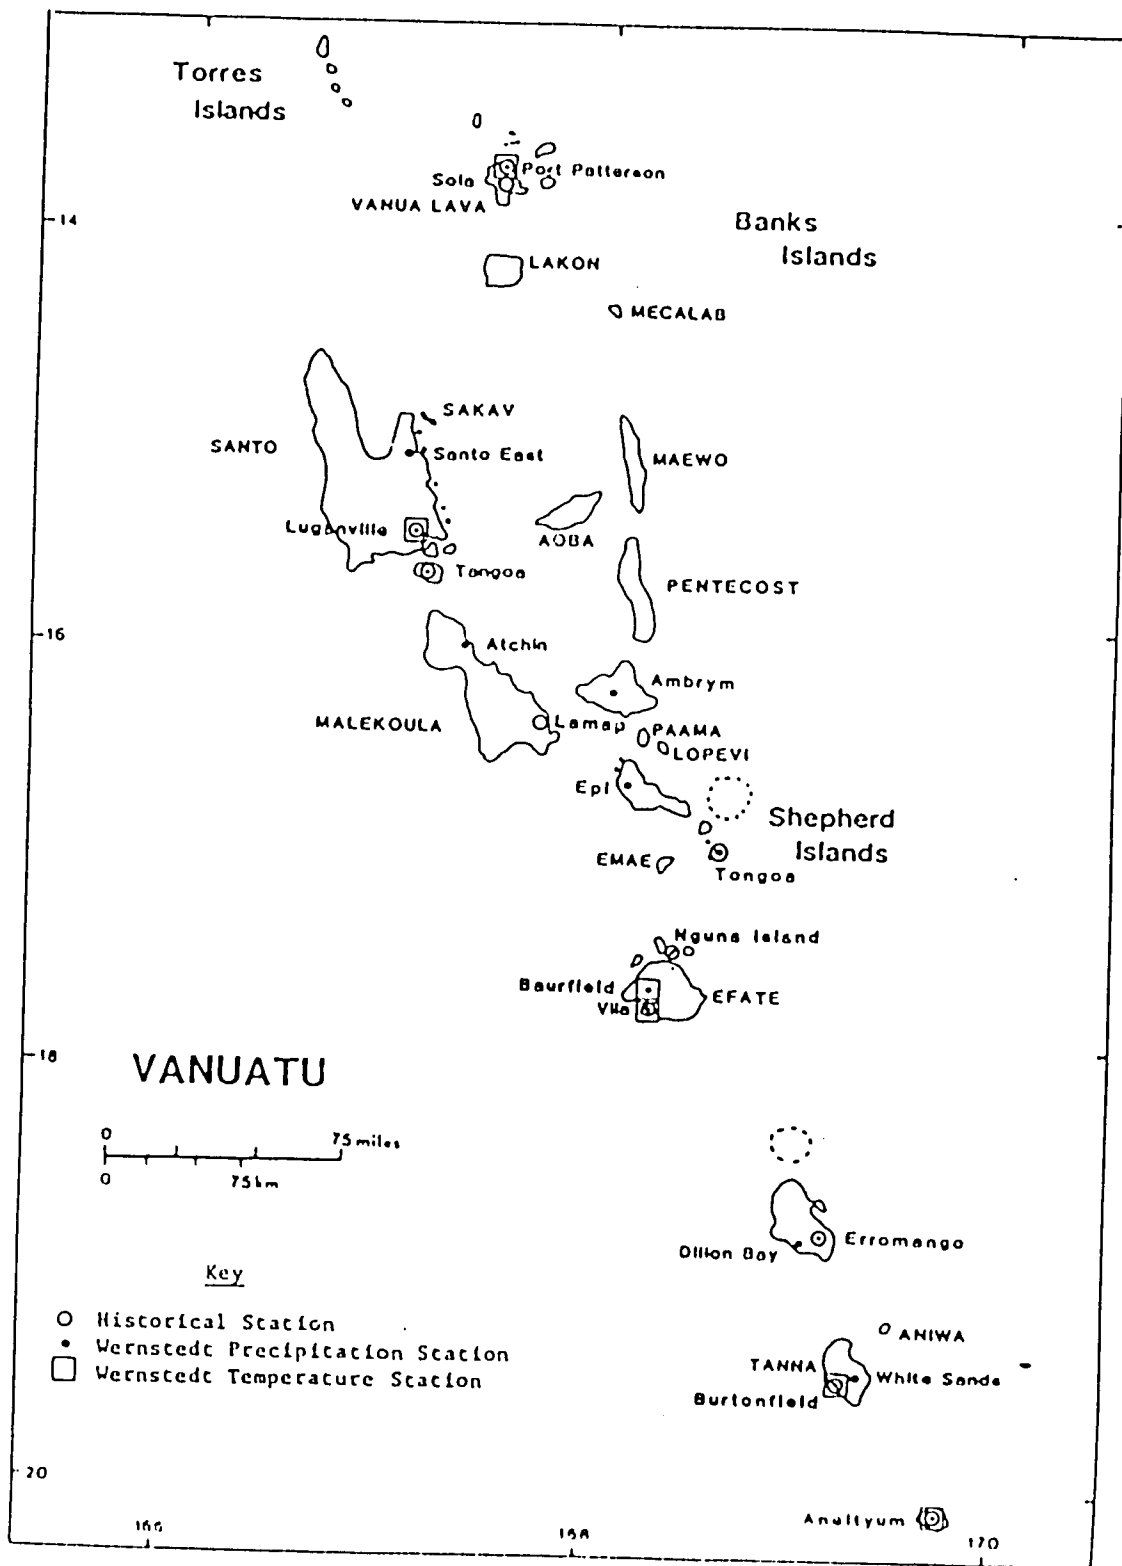 Torres
Islands
Port Patterson
Sola
VANUA LAVA
14
Banks
Islands
LAKON
MECALAB
SAKAV
SANTO
Santo East
MAEWO
Luganville
AOBA
Tangoa
PENTECOST
16
Atchin
Ambrym
MALEKOULA
Lamap
PAAMA
LOPEVI
Epi
Shepherd
Islands
EMAE
Tongoa
Nguna Island
Baurfield
EFATE
Vila
18
VANUATU
0 75 miles
0 75 km
Erromango
Dillon Bay
Key
Historical Station
Wernstedt Precipitation Station
Wernstedt Temperature Station
ANIWA
TANNA
White Sands
Burtonfield
20
Aneityum
166 168 170